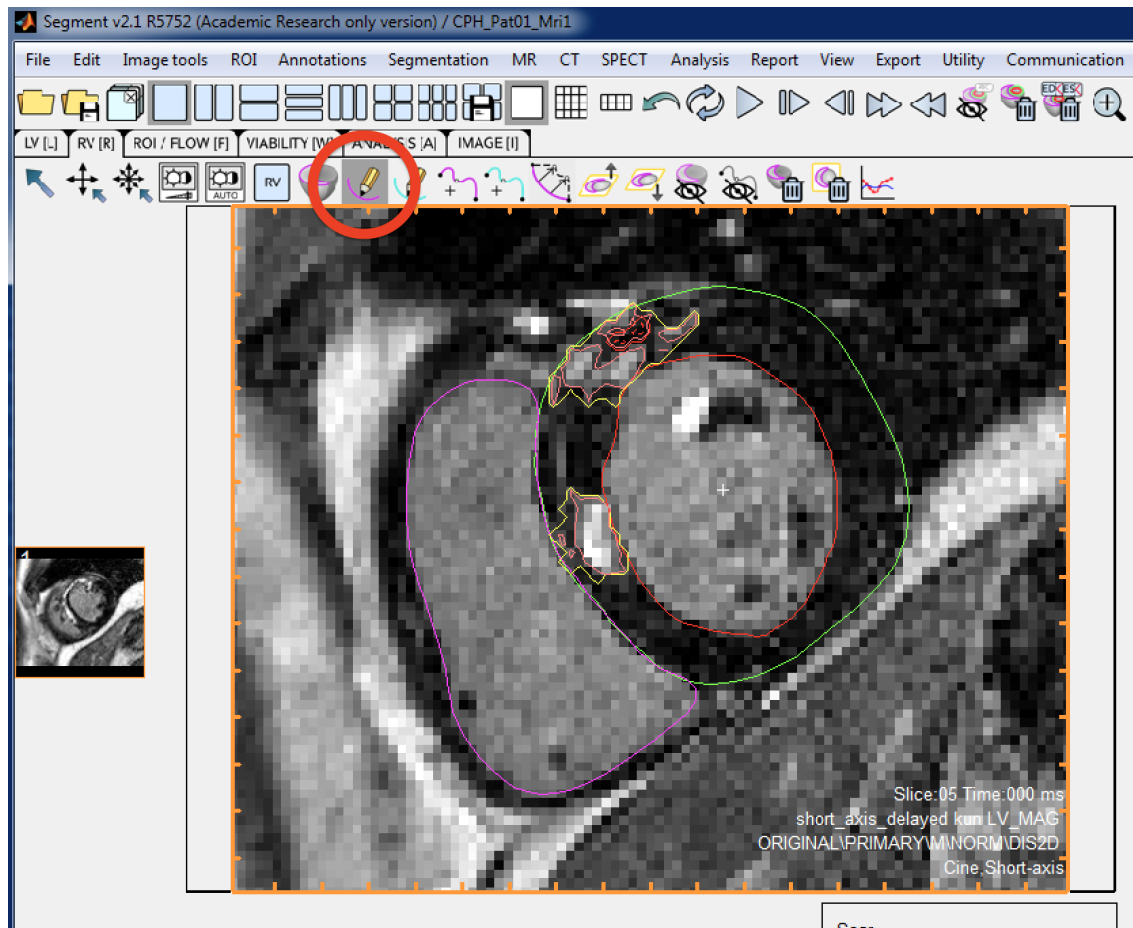 Segment v2.1 R5752 (Academic Research only version) / CPH_Pat01_Mri1
File Edit Image tools ROI Annotations Segmentation MR CT SPECT Analysis Report View Export Utility Communication
ED ES
LV [L] RV [R] ROI / FLOW [F] VIABILITY [W] ANALYSIS [A] IMAGE [I]
AUTO RV
1
Slice:05 Time:000 ms
short_axis_delayed kun LV_MAG
ORIGINAL\PRIMARY\M\NORM\DIS2D
Cine,Short-axis